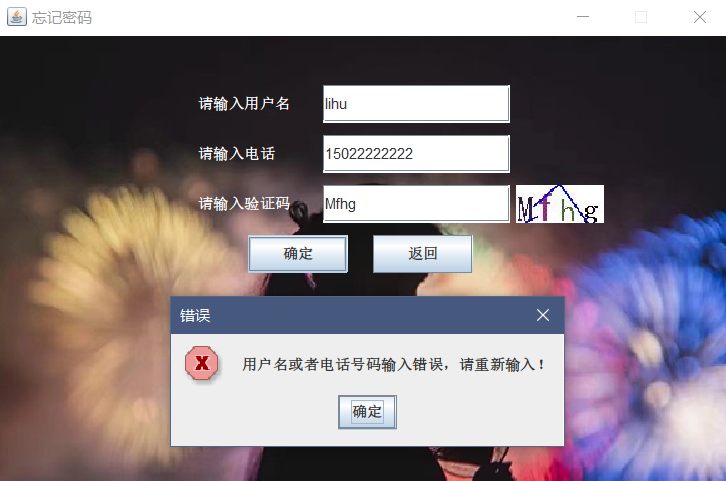 忘记密码
请输入用户名 lihu
请输入电话 15022222222
请输入验证码 Mfhg Mfhg
确定 返回
错误
用户名或者电话号码输入错误，请重新输入！
确定